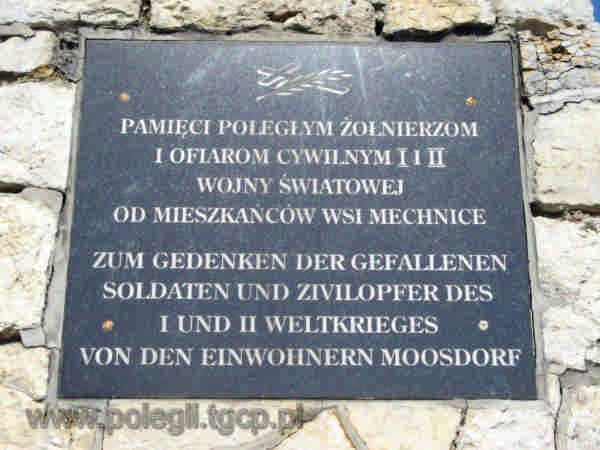 PAMIĘCI POLEGŁYM ŻOŁNIERZOM
I OFIAROM CYWILNYM I I II
WOJNY ŚWIATOWEJ
OD MIESZKAŃCÓW WSI MECHNICE
ZUM GEDENKEN DER GEFALLENEN
SOLDATEN UND ZIVILOPFER DES
I UND II WELTKRIEGES
VON DEN EINWOHNERN MOOSDORF
www.polegli.tgcp.pl